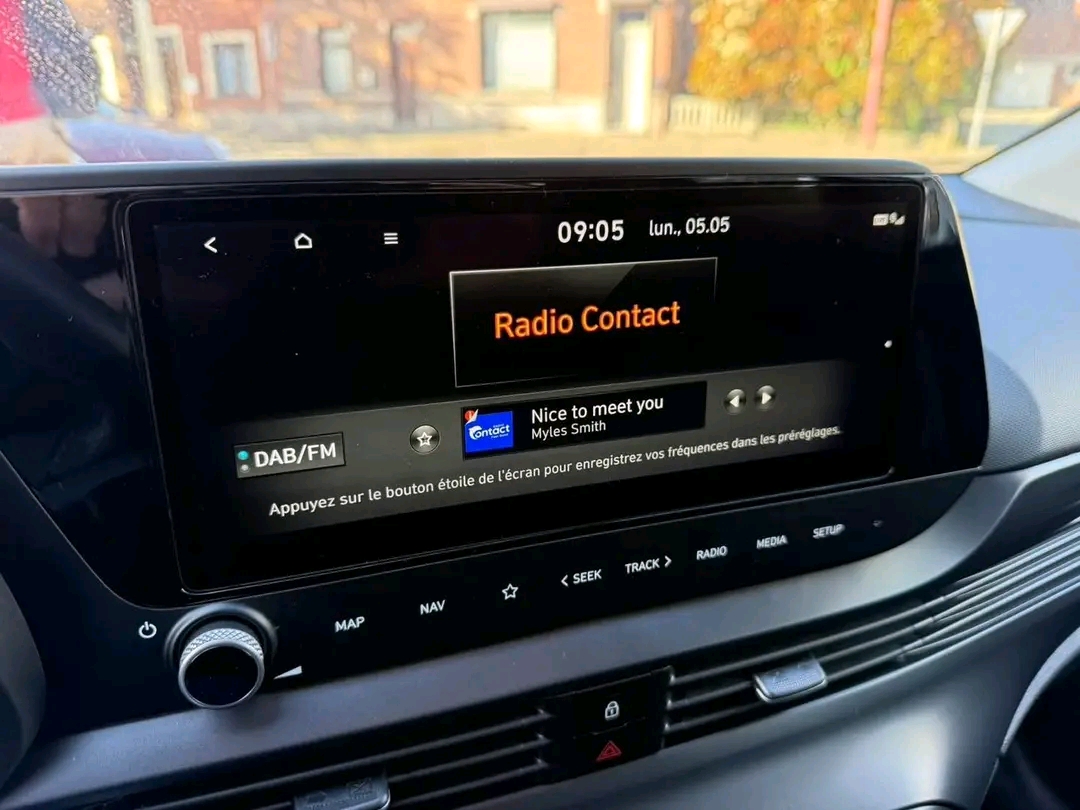 09:05 lun., 05.05
Radio Contact
Contact
Nice to meet you
Myles Smith
DAB/FM
Appuyez sur le bouton étoile de l'écran pour enregistrez vos fréquences dans les préréglages.
MAP NAV SEEK TRACK RADIO MEDIA SETUP